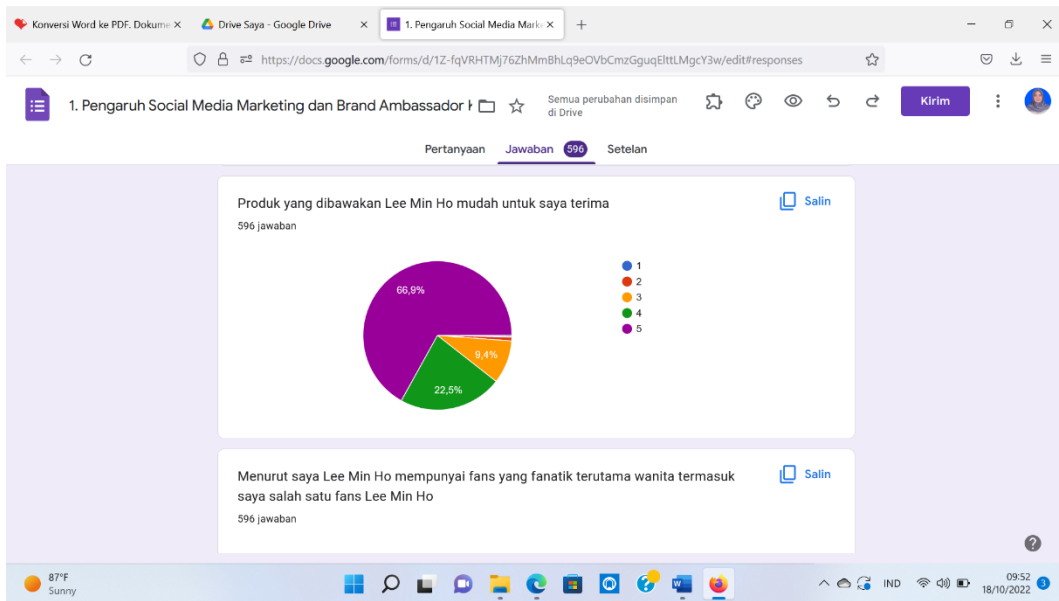 Konversi Word ke PDF. Dokume
Drive Saya - Google Drive
1. Pengaruh Social Media Marke
https://docs.google.com/forms/d/1Z-fqVRHTMj76ZhMmBhLq9eOVbCmzGguqElttLMgcY3w/edit#responses
1. Pengaruh Social Media Marketing dan Brand Ambassador
Semua perubahan disimpan
di Drive
Kirim
Pertanyaan Jawaban 596 Setelan
Produk yang dibawakan Lee Min Ho mudah untuk saya terima
Salin
596 jawaban
66,9%
9,4%
22,5%
1
2
3
4
5
Menurut saya Lee Min Ho mempunyai fans yang fanatik terutama wanita termasuk
saya salah satu fans Lee Min Ho
Salin
596 jawaban
87°F
Sunny
IND
09:52
18/10/2022
3